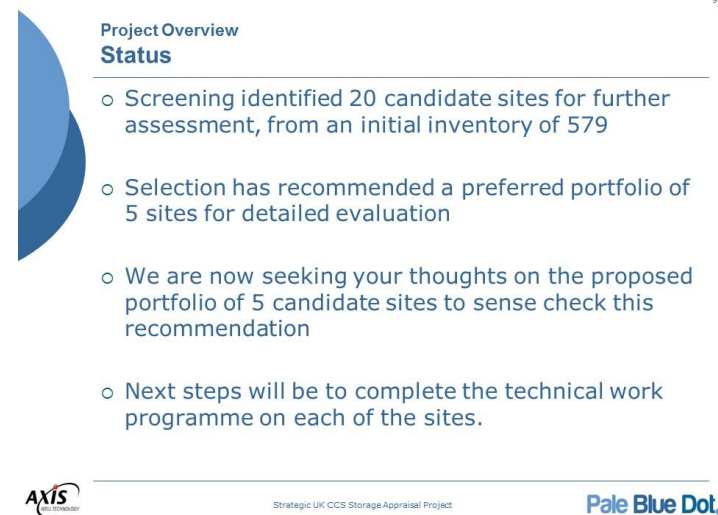 Project Overview
Status
Screening identified 20 candidate sites for further
assessment, from an initial inventory of 579
Selection has recommended a preferred portfolio of
5 sites for detailed evaluation
We are now seeking your thoughts on the proposed
portfolio of 5 candidate sites to sense check this
recommendation
Next steps will be to complete the technical work
programme on each of the sites.
AXIS
WELL TECHNOLOGY
Strategic UK CCS Storage Appraisal Project
Pale Blue Dot.